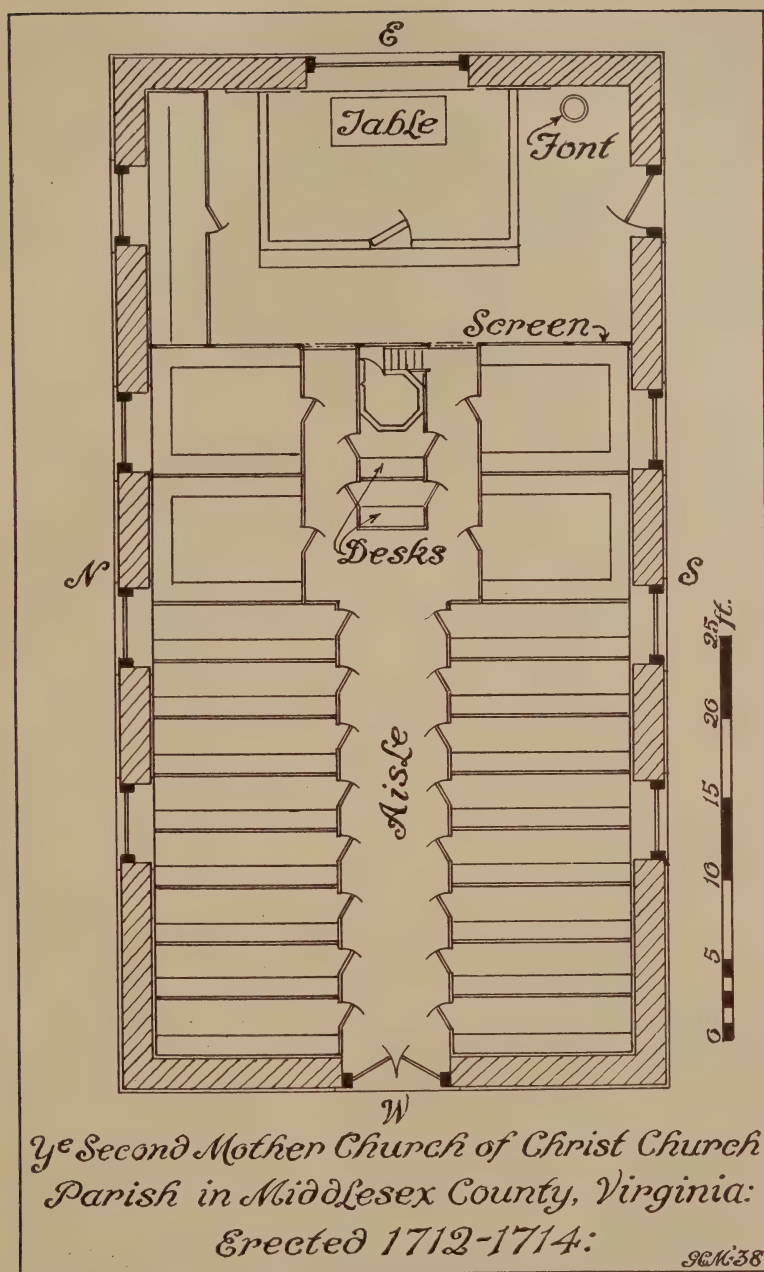 E
Table
Font
Screen
Desks
N
S
Aisle
25 ft.
20
15
10
5
0
W
Ye Second Mother Church of Christ Church
Parish in Middlesex County, Virginia:
Erected 1712-1714: